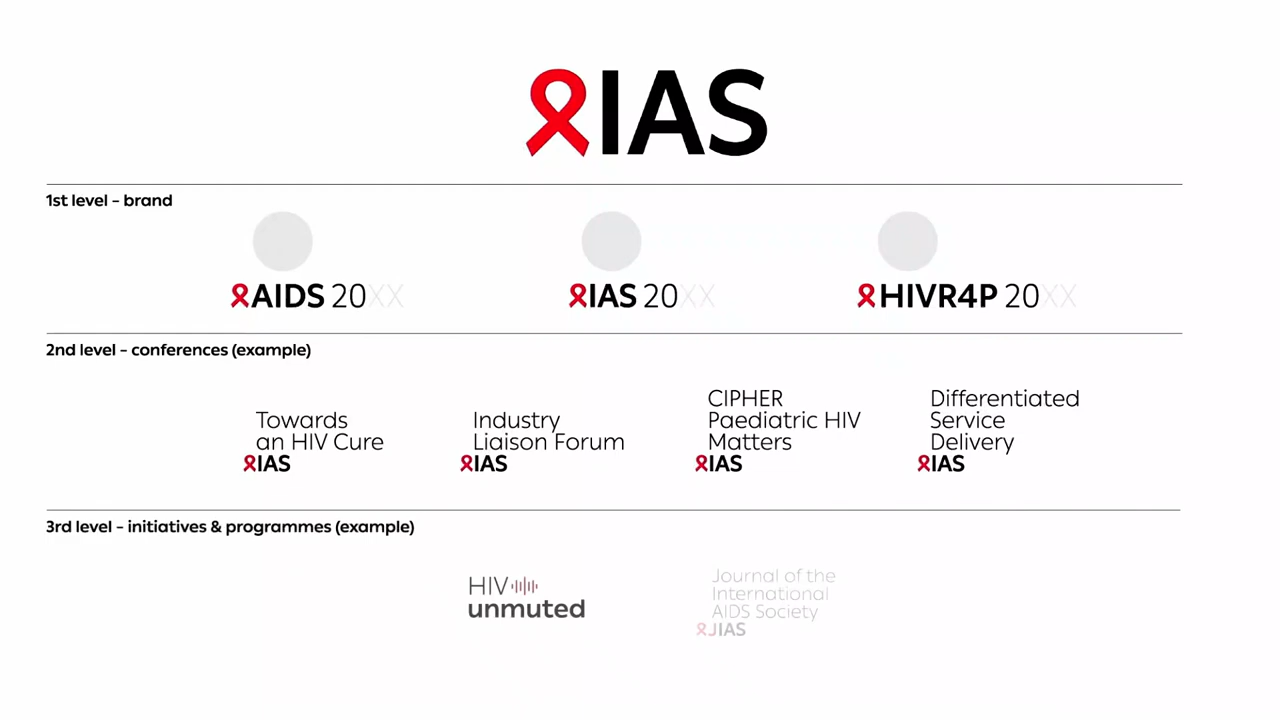 IAS
1st level – brand
AIDS 20XX
IAS 20XX
HIVR4P 20XX
2nd level – conferences (example)
Towards
an HIV Cure
IAS
Industry
Liaison Forum
IAS
CIPHER
Paediatric HIV
Matters
IAS
Differentiated
Service
Delivery
IAS
3rd level – initiatives & programmes (example)
HIV
unmuted
Journal of the
International
AIDS Society
JIAS